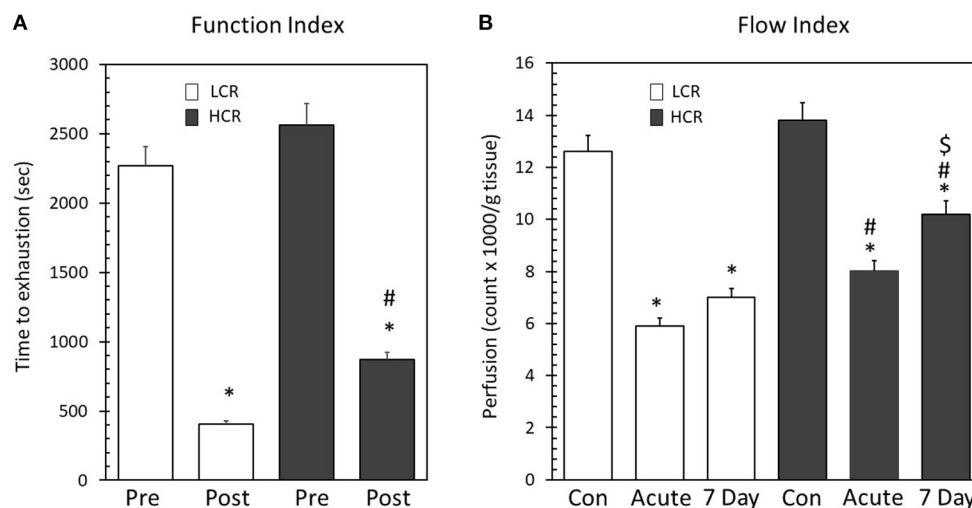 A
Function Index
Time to exhaustion (sec)
3000
2500
2000
1500
1000
500
0
LCR
HCR
*
#
*
Pre Post Pre Post
B
Flow Index
Perfusion (count x 1000/g tissue)
16
14
12
10
8
6
4
2
0
LCR
HCR
*
*
#
*
$
#
*
Con Acute 7 Day Con Acute 7 Day